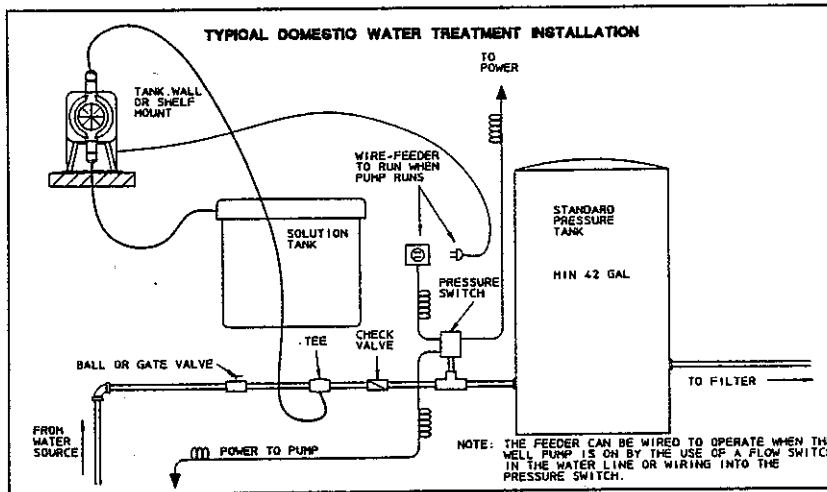 TYPICAL DOMESTIC WATER TREATMENT INSTALLATION
TO
POWER
TANK, WALL
OR SHELF
MOUNT
WIRE-FEEDER
TO RUN WHEN
PUMP RUNS
SOLUTION
TANK
STANDARD
PRESSURE
TANK
MIN 42 GAL
PRESSURE
SWITCH
TEE
CHECK
VALVE
BALL OR GATE VALVE
TO FILTER
FROM
WATER
SOURCE
POWER TO PUMP
NOTE: THE FEEDER CAN BE WIRED TO OPERATE WHEN THE
WELL PUMP IS ON BY THE USE OF A FLOW SWITCH
IN THE WATER LINE OR WIRING INTO THE
PRESSURE SWITCH.